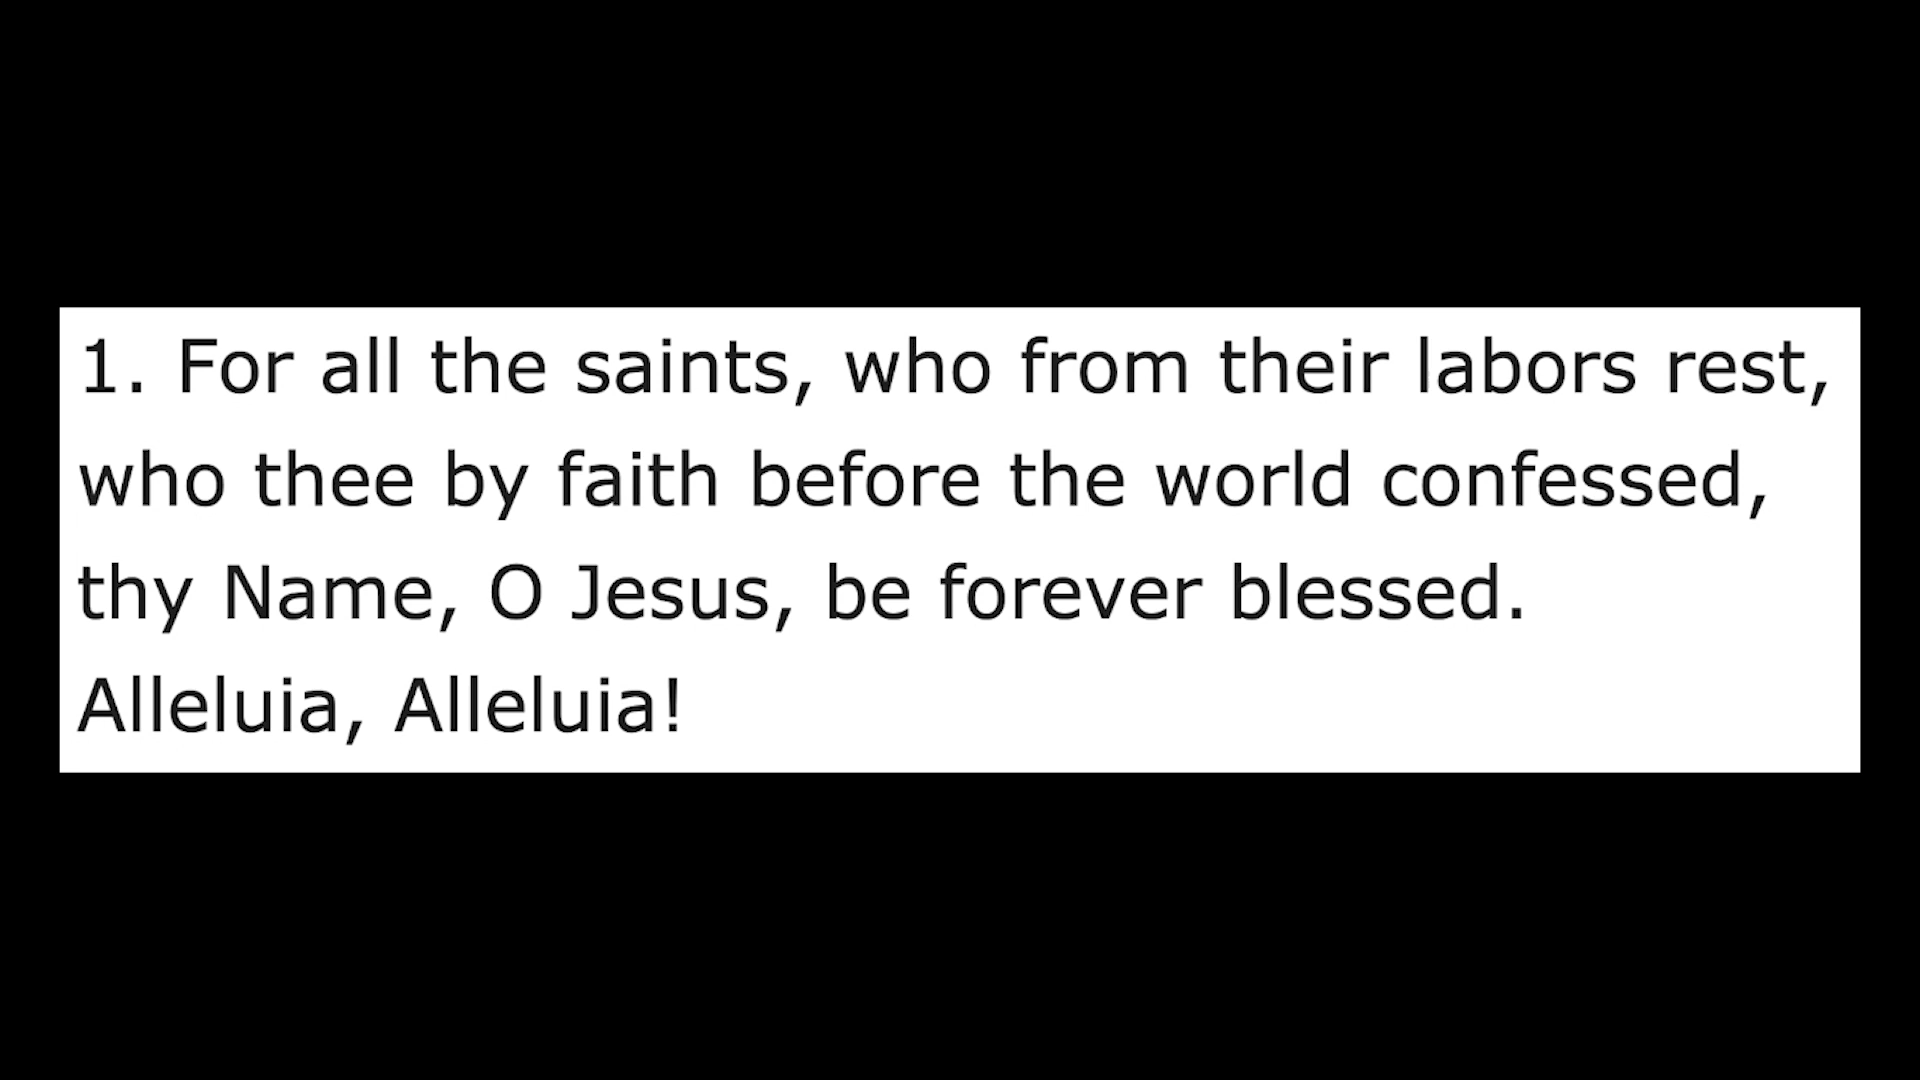 1. For all the saints, who from their labors rest,
who thee by faith before the world confessed,
thy Name, O Jesus, be forever blessed.
Alleluia, Alleluia!